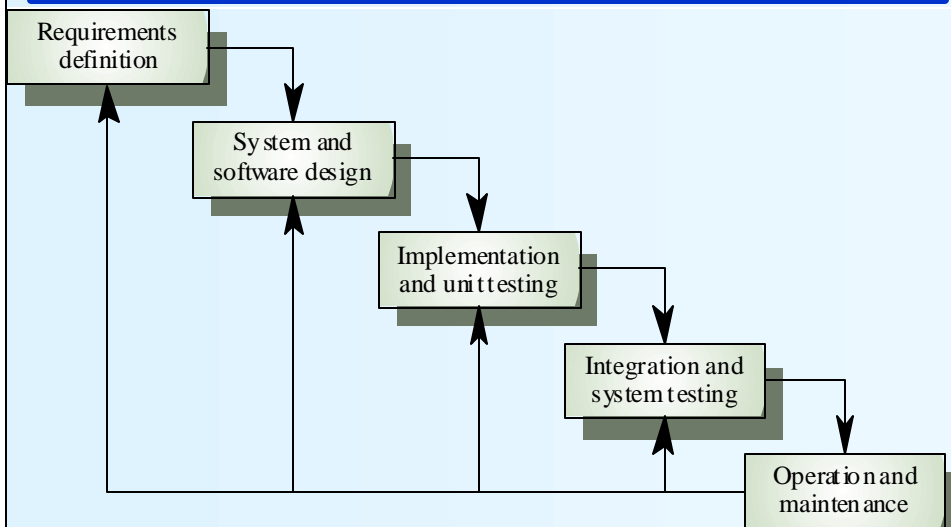 Requirements
definition
System and
software design
Implementation
and unit testing
Integration and
system testing
Operation and
maintenance